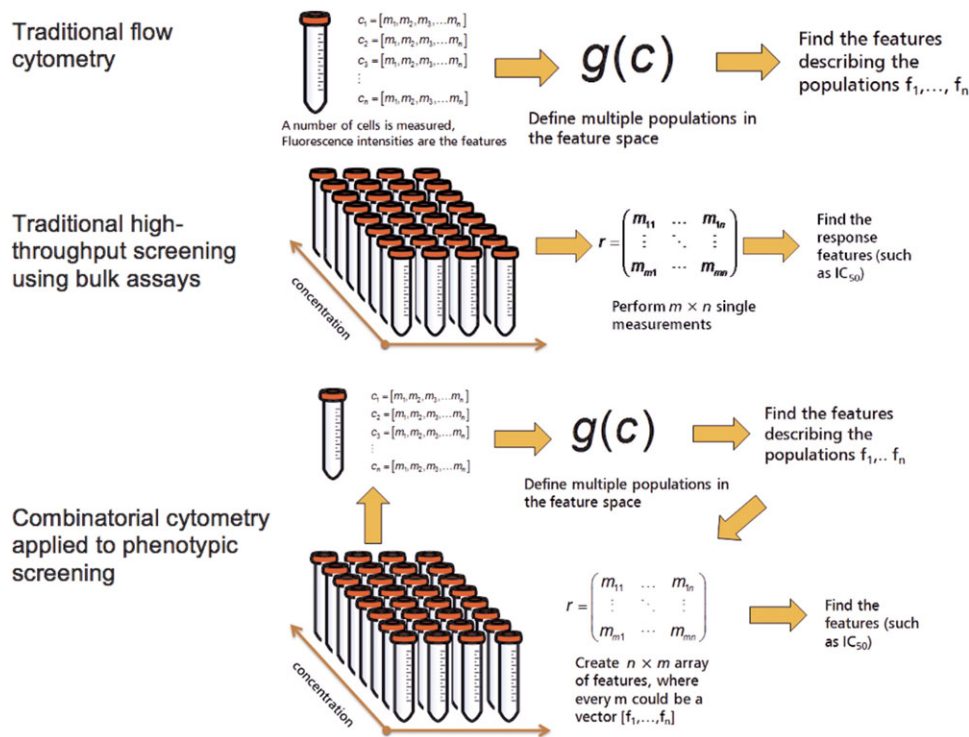 Traditional flow
cytometry
c₁ = [m₁, m₂, m₃, ...mₙ]
c₂ = [m₁, m₂, m₃, ...mₙ]
c₃ = [m₁, m₂, m₃, ...mₙ]
⋮
cₙ = [m₁, m₂, m₃, ...mₙ]
A number of cells is measured,
Fluorescence intensities are the features
g(c)
Define multiple populations in
the feature space
Find the features
describing the
populations f₁,..., fₙ
Traditional high-
throughput screening
using bulk assays
concentration
r = ( m₁₁ ... m₁ₙ
⋮ ⋱ ⋮
mₘ₁ ... mₘₙ )
Perform m × n single
measurements
Find the
response
features (such
as IC₅₀)
Combinatorial cytometry
applied to phenotypic
screening
c₁ = [m₁, m₂, m₃, ...mₙ]
c₂ = [m₁, m₂, m₃, ...mₙ]
c₃ = [m₁, m₂, m₃, ...mₙ]
⋮
cₙ = [m₁, m₂, m₃, ...mₙ]
g(c)
Define multiple populations in
the feature space
Find the features
describing the
populations f₁,.. fₙ
concentration
r = ( m₁₁ ... m₁ₙ
⋮ ⋱ ⋮
mₘ₁ ... mₘₙ )
Create n × m array
of features, where
every m could be a
vector [f₁,...,fₙ]
Find the
features (such
as IC₅₀)